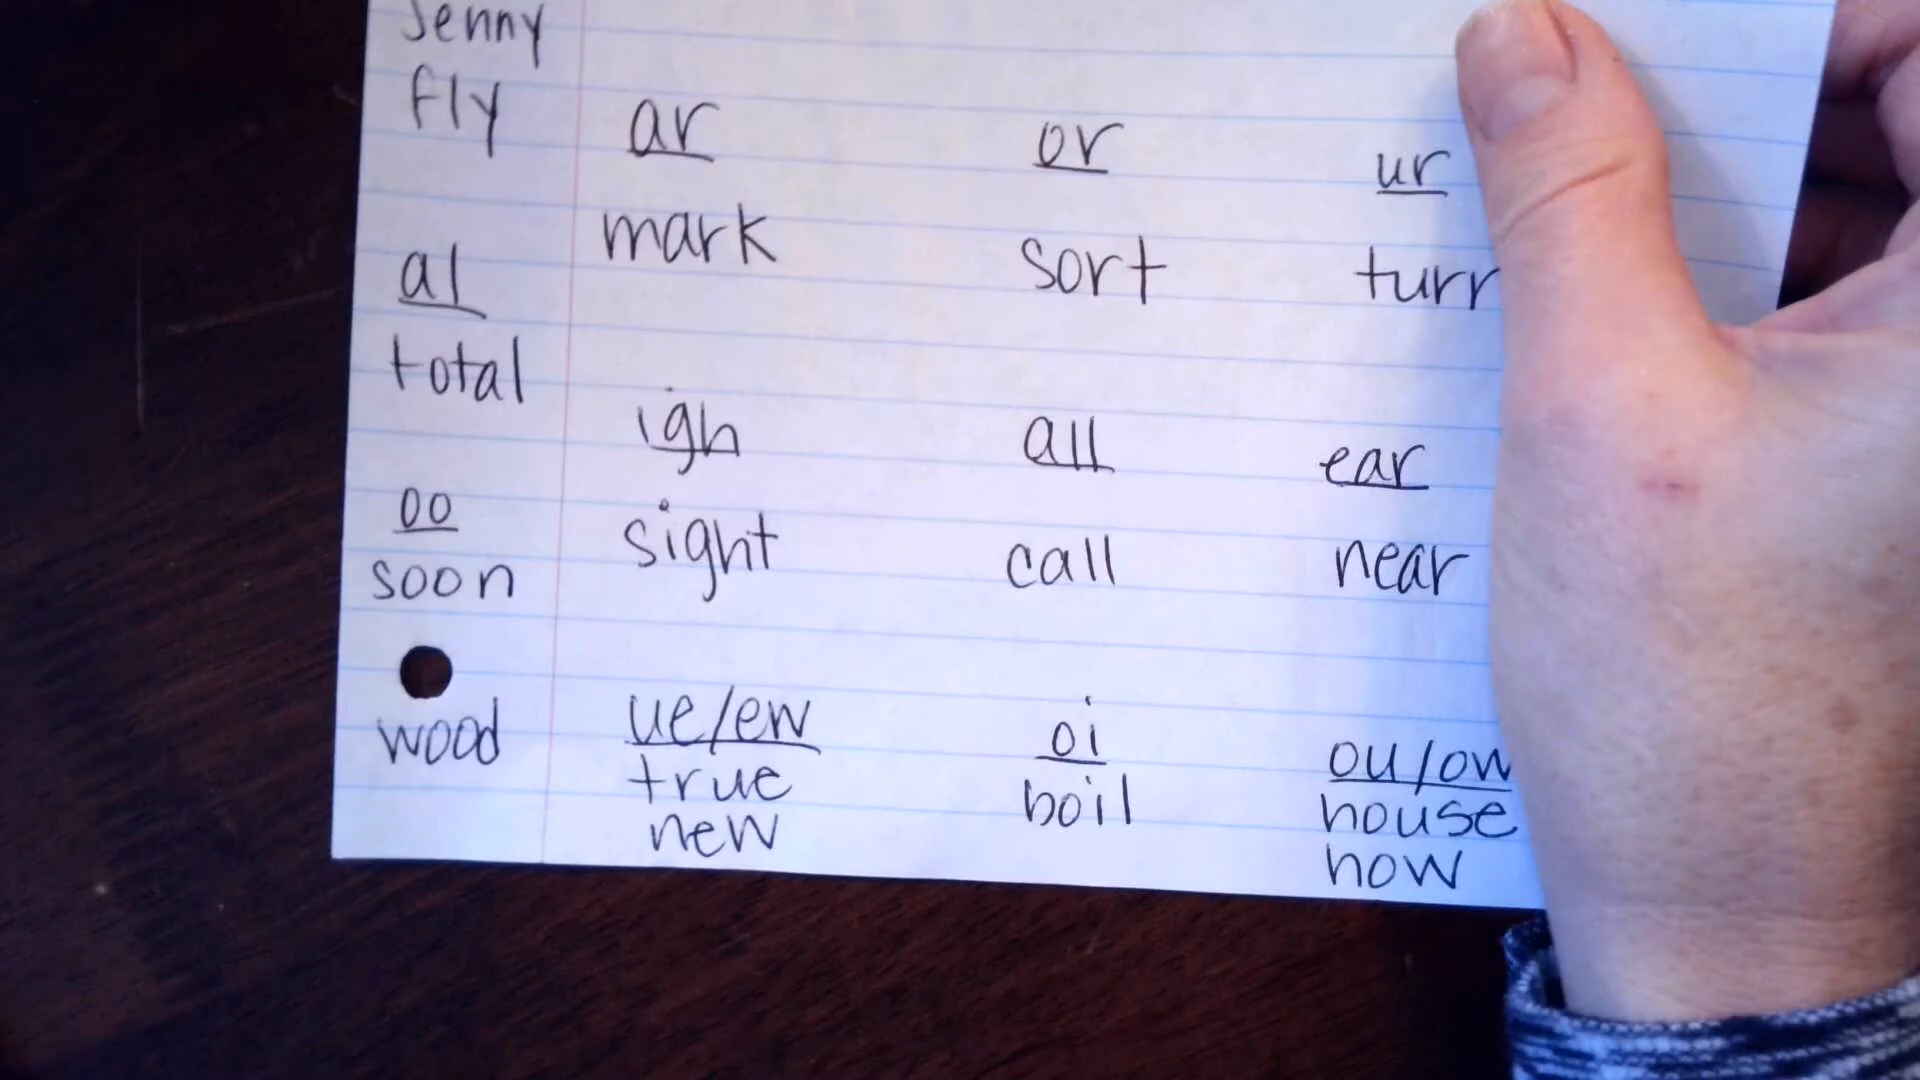 Jenny
fly
ar
or
ur
mark
sort
al
total
igh
all
ear
sight
call
near
oo
soon
wood
ue/ew
oi
ou/ow
true
boil
house
new
how